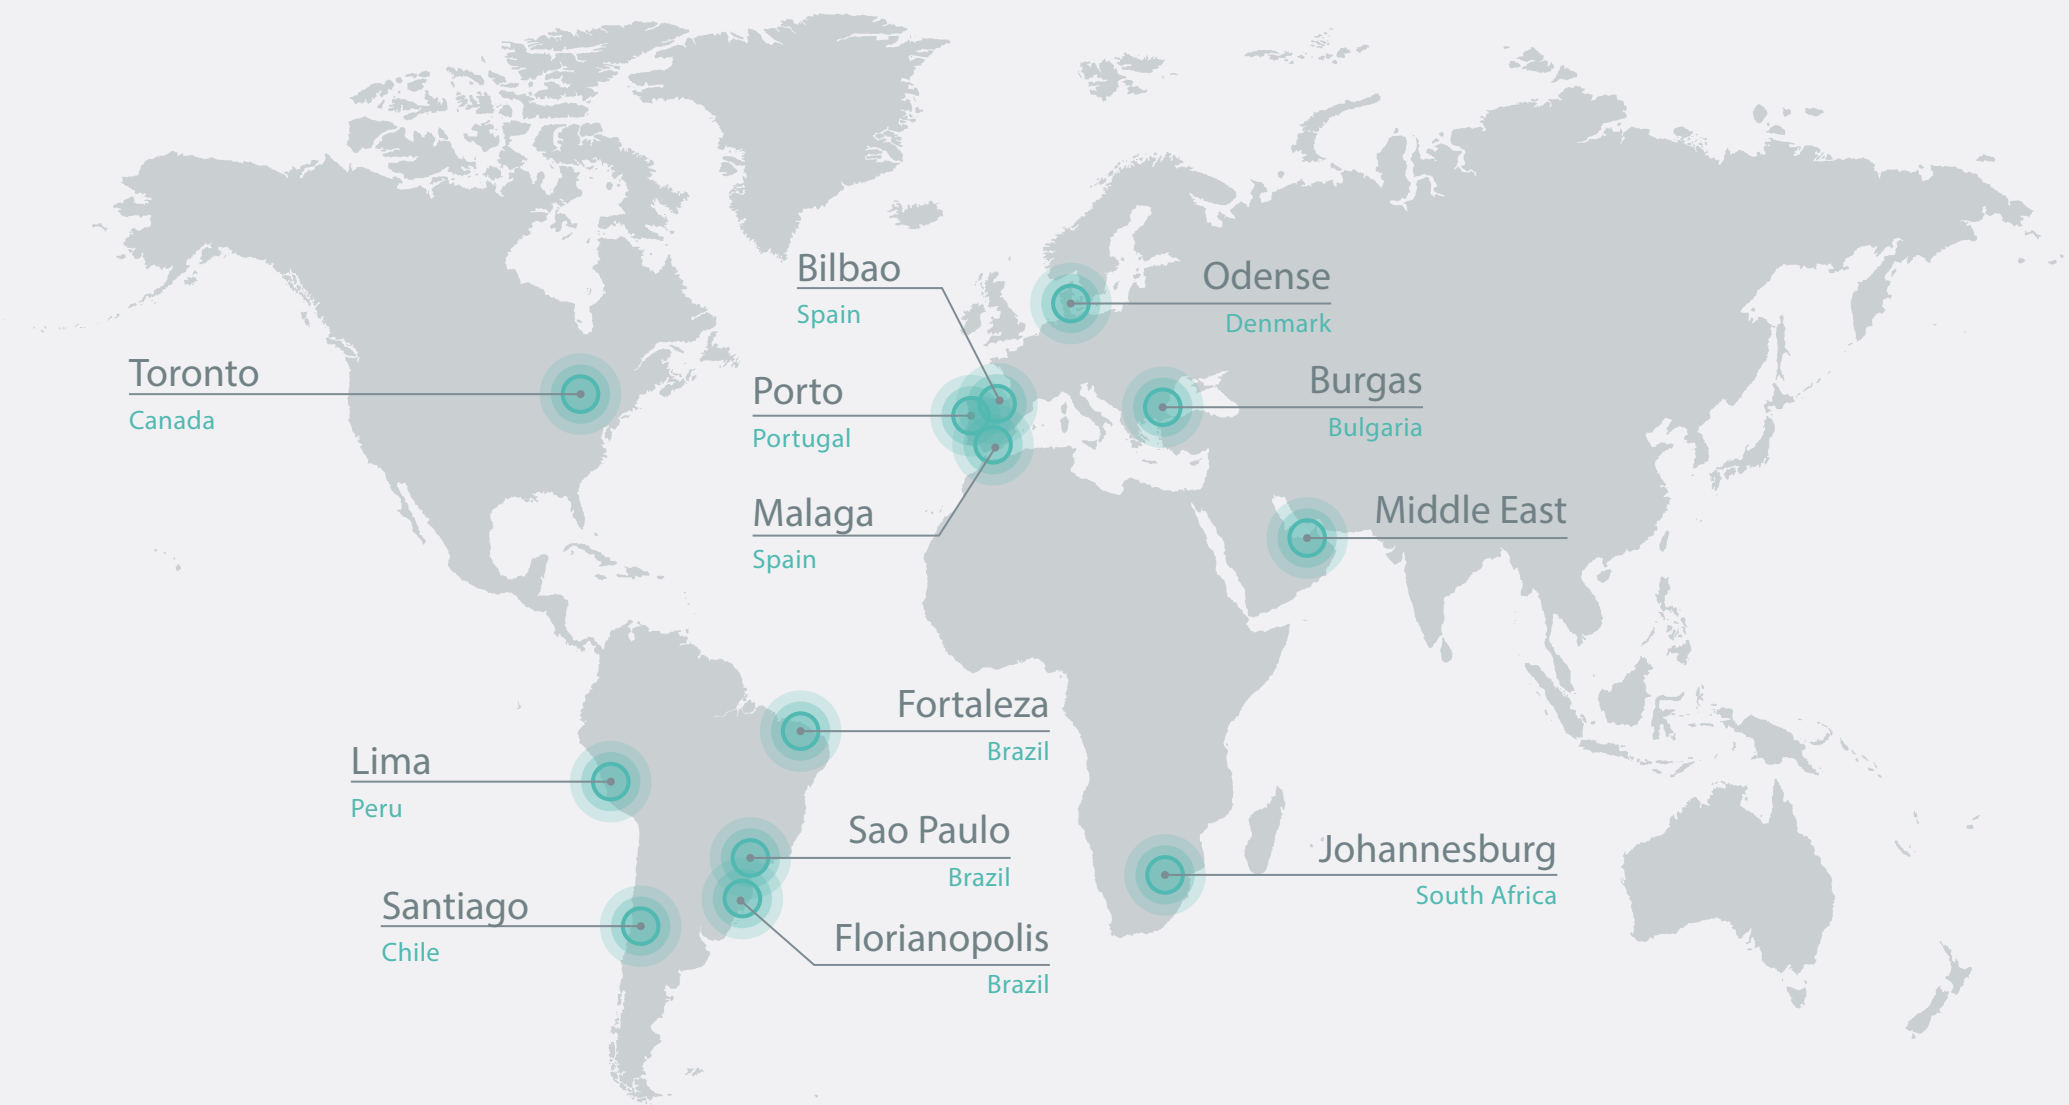 Bilbao
Spain
Odense
Denmark
Toronto
Canada
Porto
Portugal
Burgas
Bulgaria
Malaga
Spain
Middle East
Fortaleza
Brazil
Lima
Peru
Sao Paulo
Brazil
Johannesburg
South Africa
Santiago
Chile
Florianopolis
Brazil